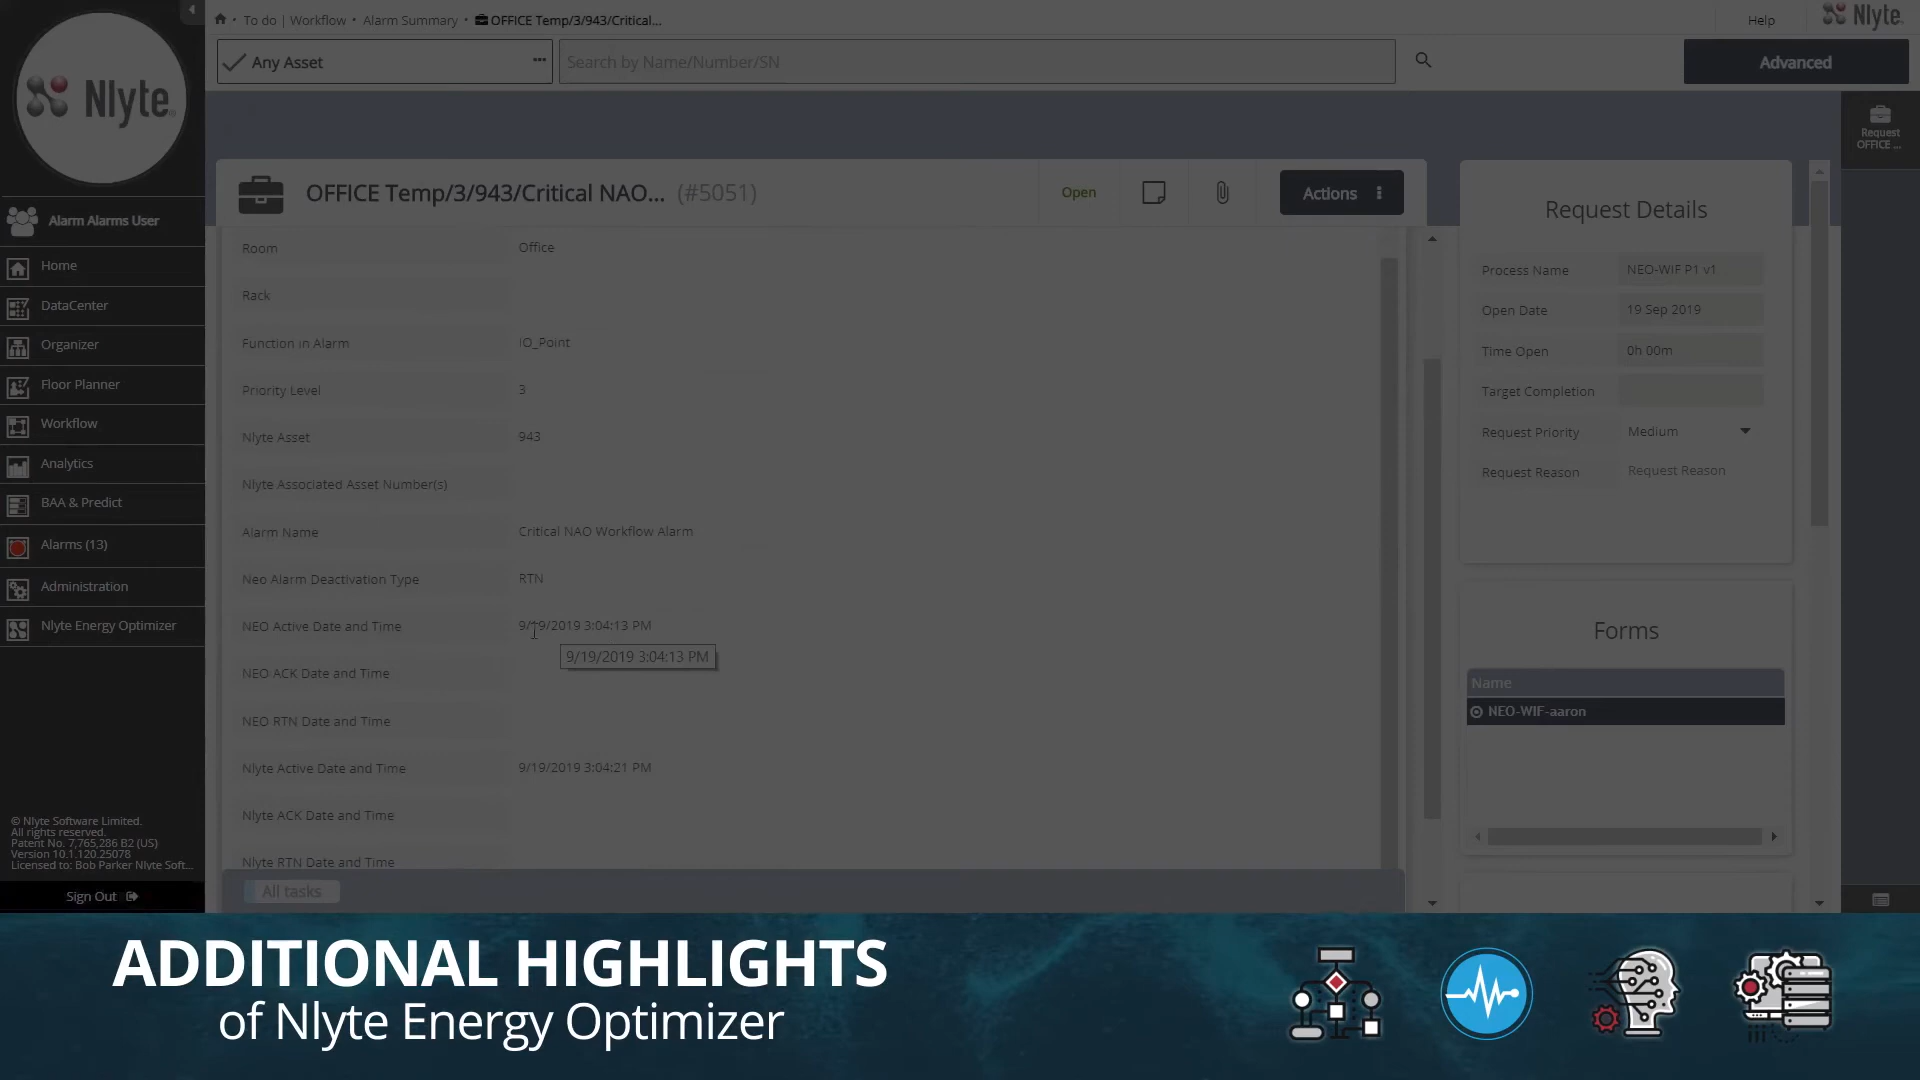 To do | Workflow • Alarm Summary • OFFICE Temp/3/943/Critical...
Help
Nlyte
Any Asset
Search by Name/Number/SN
Advanced
Nlyte
Request
OFFICE ...
OFFICE Temp/3/943/Critical NAO... (#5051)
Open
Actions
Request Details
Alarm Alarms User
Home
DataCenter
Organizer
Floor Planner
Workflow
Analytics
BAA & Predict
Alarms (13)
Administration
Nlyte Energy Optimizer
Room Office
Rack
Function in Alarm IO_Point
Priority Level 3
Nlyte Asset 943
Nlyte Associated Asset Number(s)
Alarm Name Critical NAO Workflow Alarm
Neo Alarm Deactivation Type RTN
NEO Active Date and Time 9/19/2019 3:04:13 PM
9/19/2019 3:04:13 PM
NEO ACK Date and Time
NEO RTN Date and Time
Nlyte Active Date and Time 9/19/2019 3:04:21 PM
Nlyte ACK Date and Time
Nlyte RTN Date and Time
All tasks
Process Name NEO-WIF P1 v1
Open Date 19 Sep 2019
Time Open 0h 00m
Target Completion
Request Priority Medium
Request Reason Request Reason
Forms
Name
NEO-WIF-aaron
© Nlyte Software Limited.
All rights reserved.
Patent No. 7,765,286 B2 (US)
Version 10.1.120.25078
Licensed to: Bob Parker Nlyte Soft...
Sign Out
ADDITIONAL HIGHLIGHTS
of Nlyte Energy Optimizer